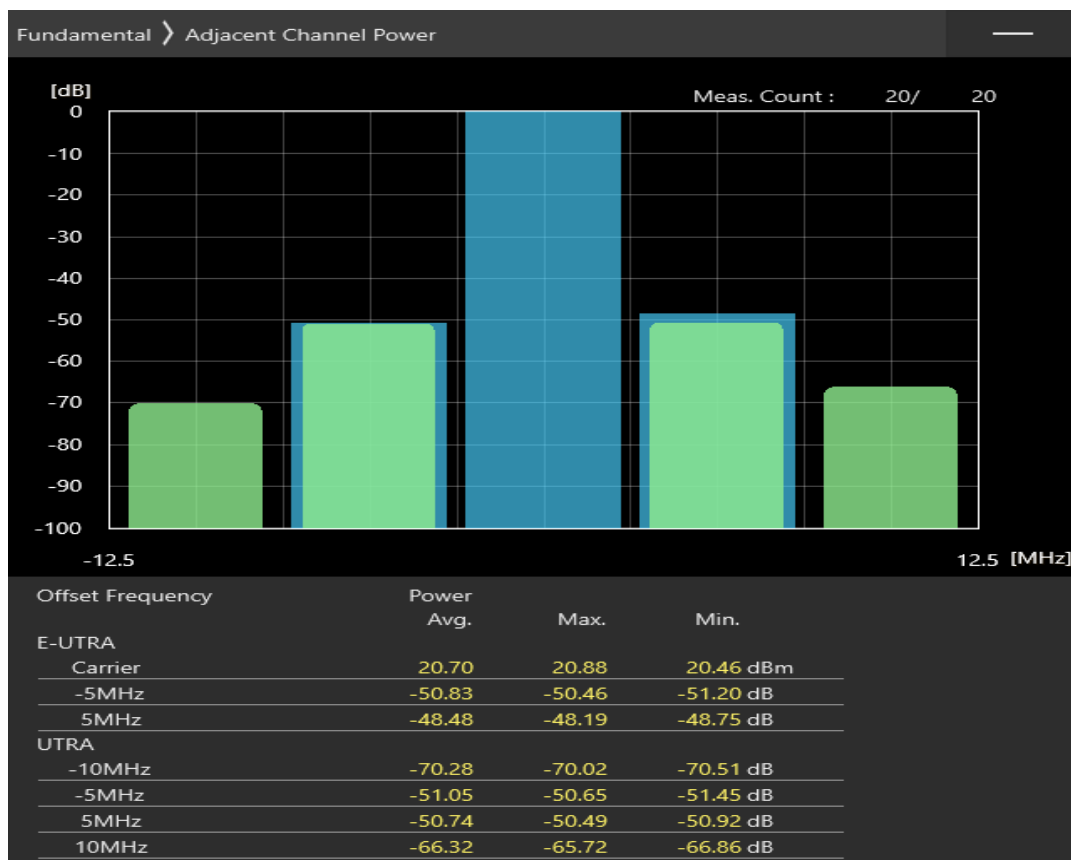 Fundamental 〉 Adjacent Channel Power
[dB]
Meas. Count : 20/ 20
0
-10
-20
-30
-40
-50
-60
-70
-80
-90
-100
-12.5 12.5 [MHz]
Offset Frequency Power
Avg. Max. Min.
E-UTRA
Carrier 20.70 20.88 20.46 dBm
-5MHz -50.83 -50.46 -51.20 dB
5MHz -48.48 -48.19 -48.75 dB
UTRA
-10MHz -70.28 -70.02 -70.51 dB
-5MHz -51.05 -50.65 -51.45 dB
5MHz -50.74 -50.49 -50.92 dB
10MHz -66.32 -65.72 -66.86 dB